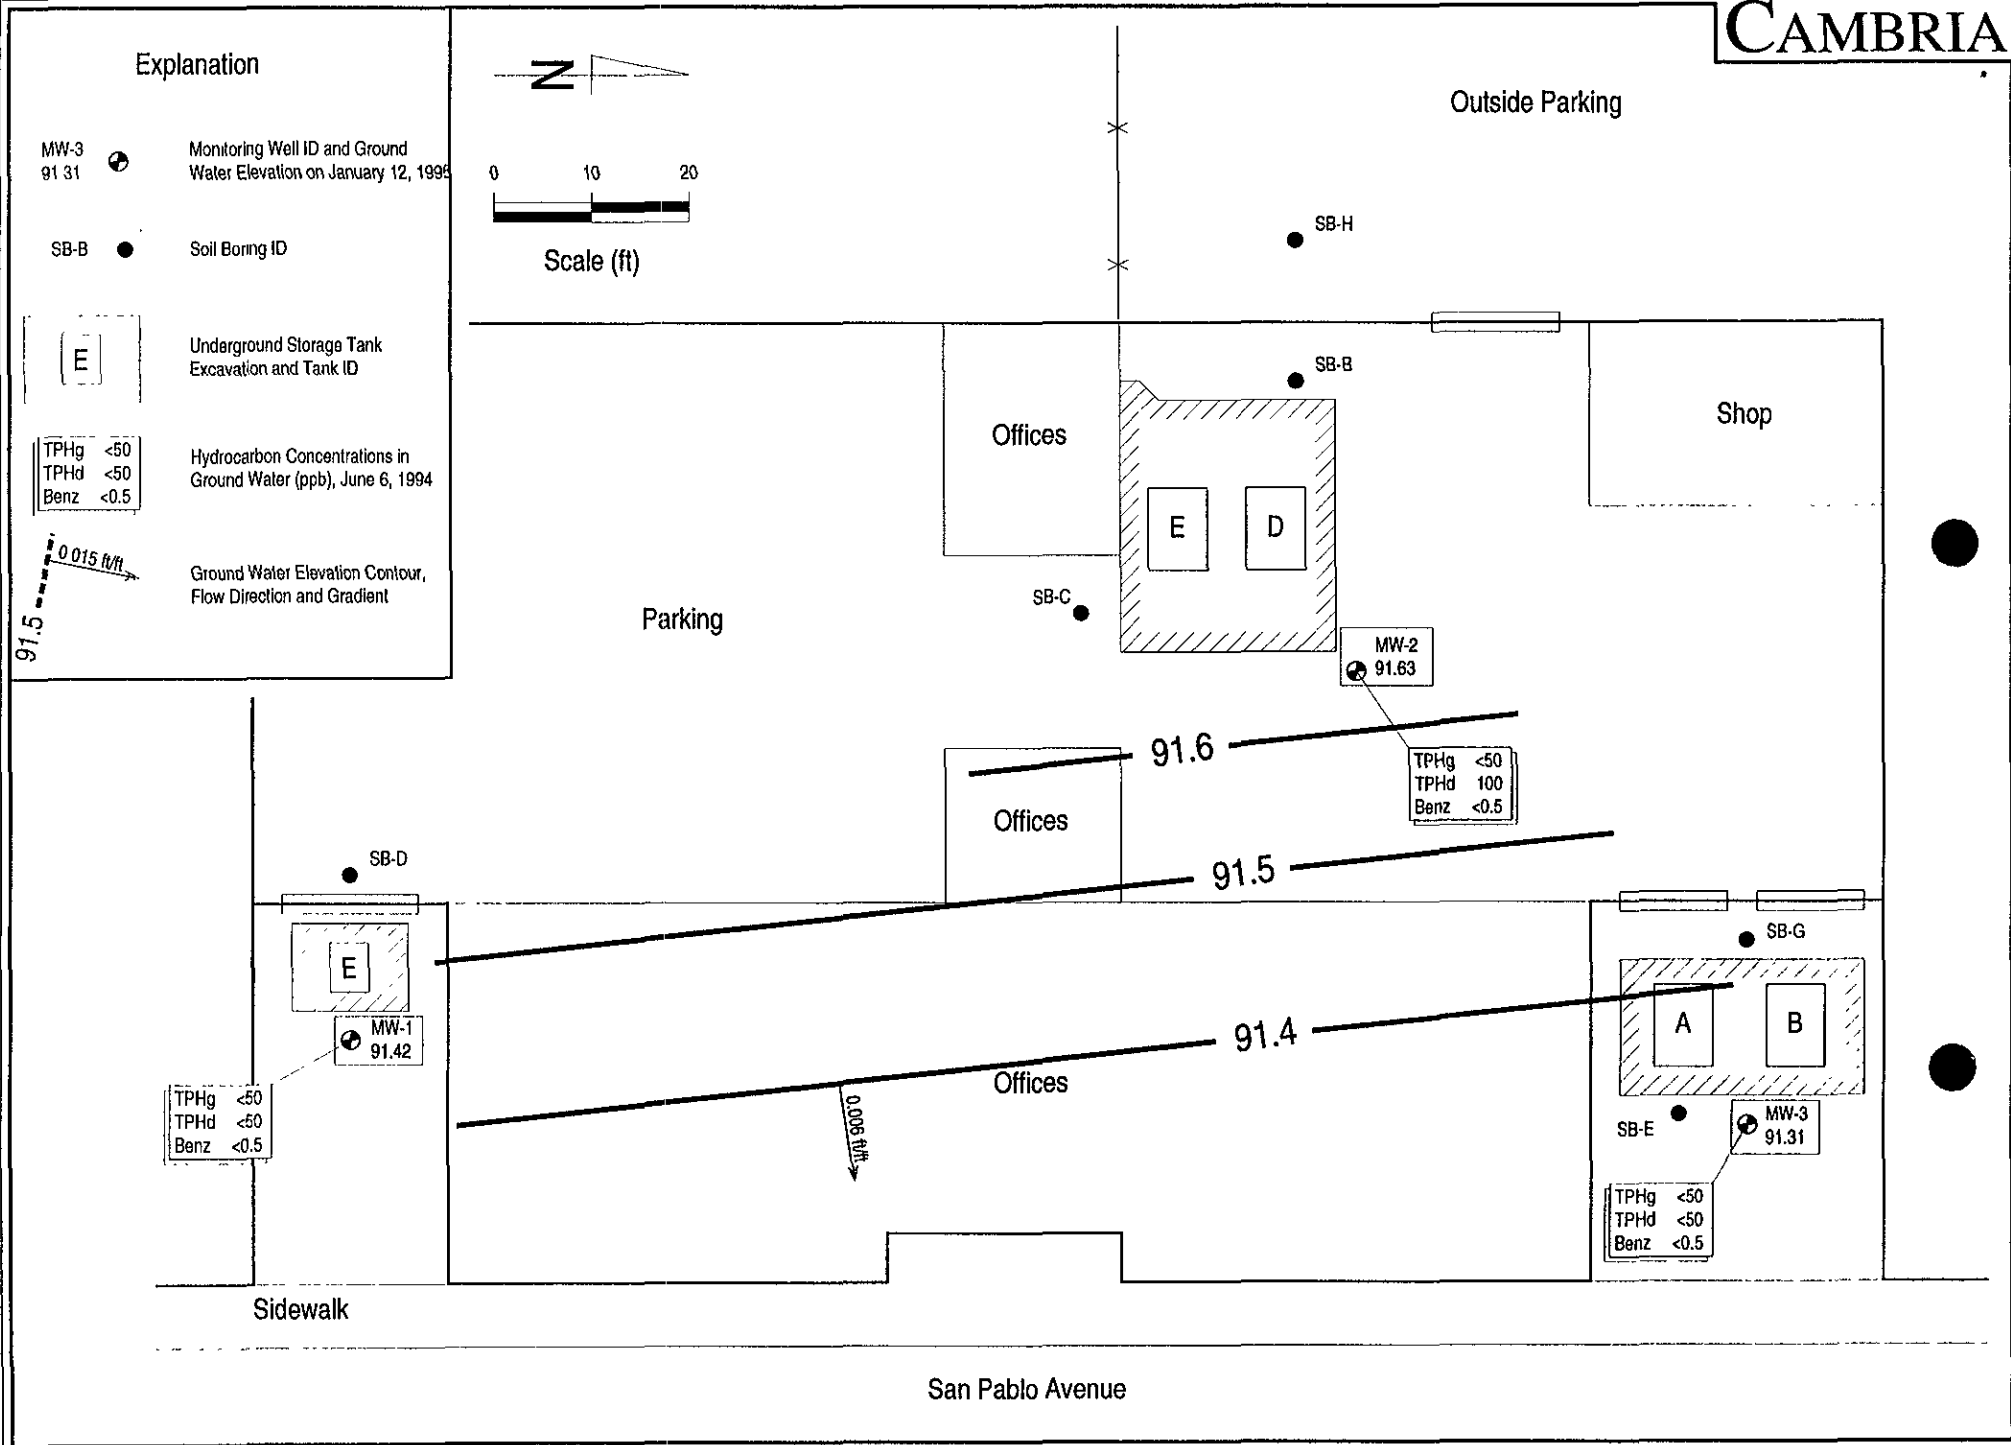 CAMBRIA
Explanation
MW-3
91 31
Monitoring Well ID and Ground
Water Elevation on January 12, 1995
SB-B
Soil Boring ID
E
Underground Storage Tank
Excavation and Tank ID
TPHg <50
TPHd <50
Benz <0.5
Hydrocarbon Concentrations in
Ground Water (ppb), June 6, 1994
91.5
0 015 ft/ft
Ground Water Elevation Contour,
Flow Direction and Gradient
N
0 10 20
Scale (ft)
Outside Parking
SB-H
SB-B
Offices
Shop
E
D
SB-C
Parking
MW-2
91.63
91.6
TPHg <50
TPHd 100
Benz <0.5
Offices
91.5
SB-D
E
MW-1
91.42
TPHg <50
TPHd <50
Benz <0.5
SB-G
A
B
91.4
Offices
0.006 ft/ft
SB-E
MW-3
91.31
TPHg <50
TPHd <50
Benz <0.5
Sidewalk
San Pablo Avenue